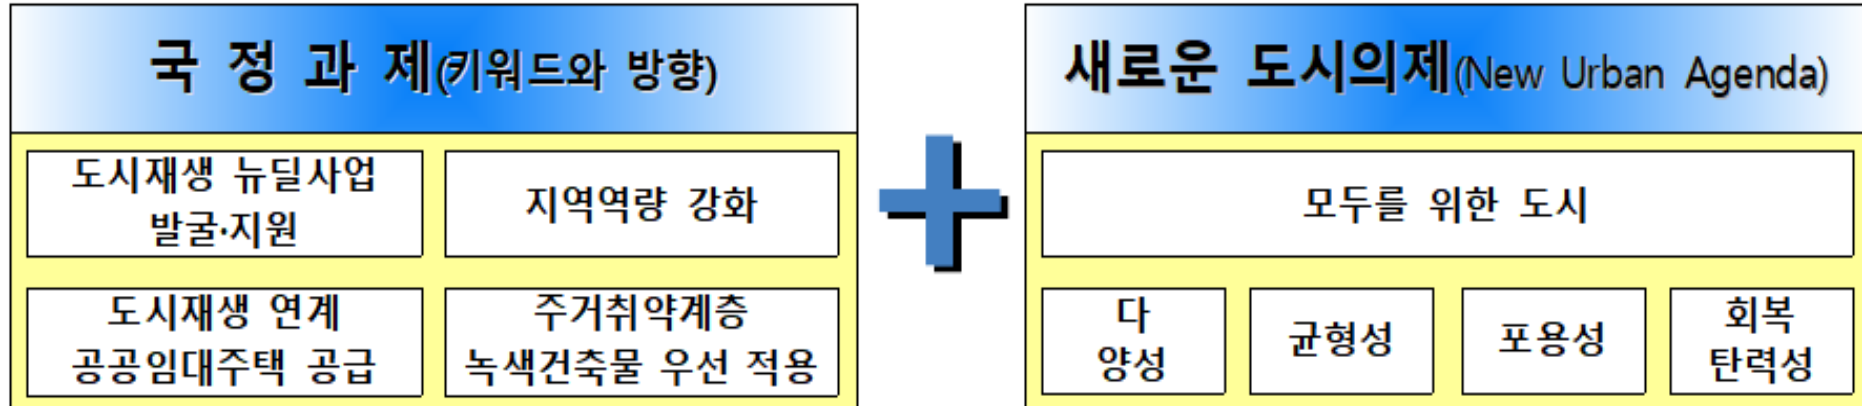 국 정 과 제(키워드와 방향)
도시재생 뉴딜사업
발굴·지원
지역역량 강화
도시재생 연계
공공임대주택 공급
주거취약계층
녹색건축물 우선 적용
새로운 도시의제(New Urban Agenda)
모두를 위한 도시
다
양성
균형성
포용성
회복
탄력성